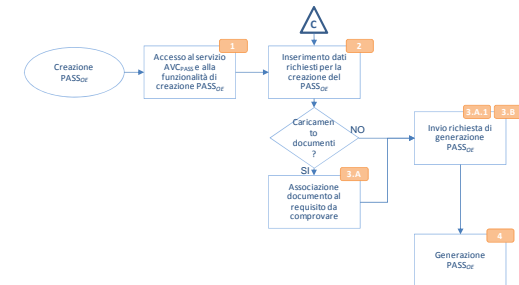 C
1
2
Creazione
PASSOE
Accesso al servizio
AVCPASS e alla
funzionalità di
creazione PASSOE
Inserimento dati
richiesti per la
creazione del
PASSOE
3.A.1
3.B
Caricamen
to
documenti
?
NO
Invio richiesta di
generazione
PASSOE
SI
3.A
Associazione
documento al
requisito da
comprovare
4
Generazione
PASSOE